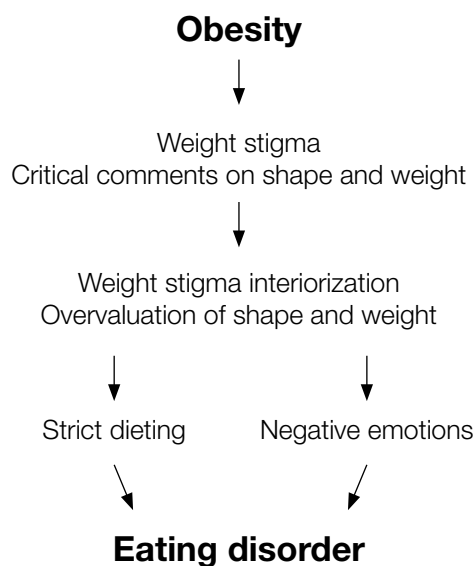 Obesity
Weight stigma
Critical comments on shape and weight
Weight stigma interiorization
Overvaluation of shape and weight
Strict dieting
Negative emotions
Eating disorder